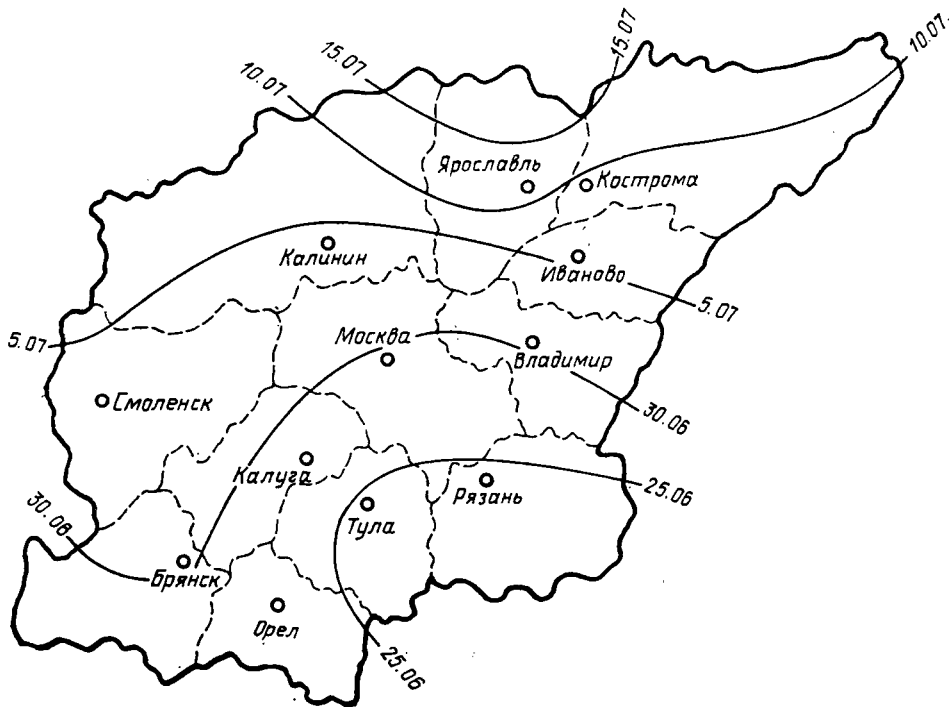 15.07
10.07.
10.07
15.07
Ярославль
Кострома
Калинин
Иваново
5.07
5.07
Москва
Владимир
Смоленск
30.06
Калуга
25.06
Рязань
30.06
Тула
Брянск
Орел
25.06